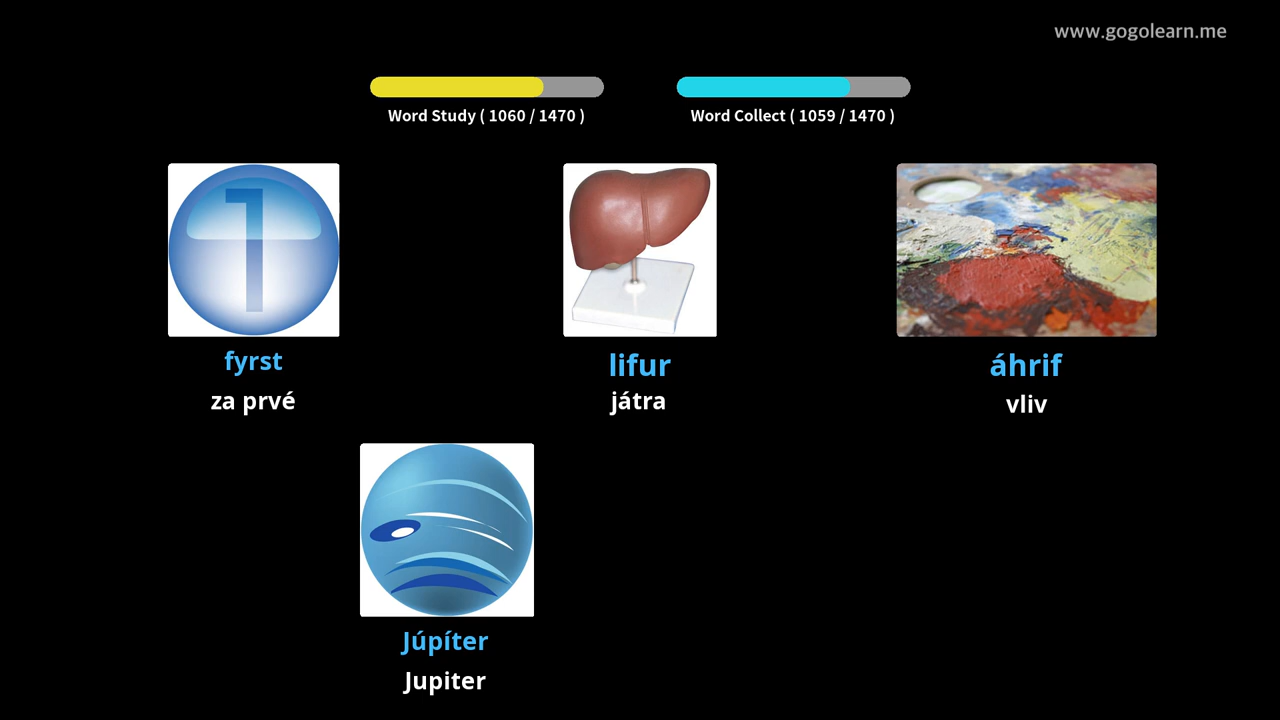 www.gogolearn.me
Word Study ( 1060 / 1470 )
Word Collect ( 1059 / 1470 )
1
fyrst
za prvé
lifur
játra
áhrif
vliv
Júpíter
Jupiter